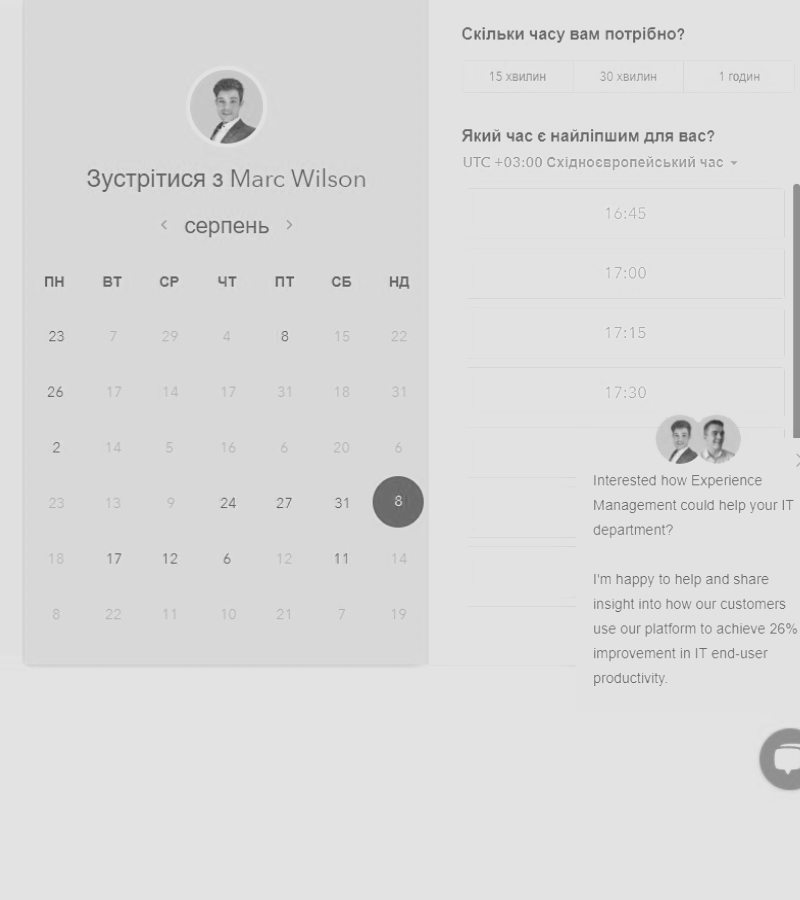 Зустрітися з Marc Wilson
серпень
ПН ВТ СР ЧТ ПТ СБ НД
23 7 29 4 8 15 22
26 17 14 17 31 18 31
2 14 5 16 6 20 6
23 13 9 24 27 31 8
18 17 12 6 12 11 14
8 22 11 10 21 7 19
Скільки часу вам потрібно?
15 хвилин 30 хвилин 1 годин
Який час є найліпшим для вас?
UTC +03:00 Східноєвропейський час
16:45
17:00
17:15
17:30
Interested how Experience
Management could help your IT
department?
I'm happy to help and share
insight into how our customers
use our platform to achieve 26%
improvement in IT end-user
productivity.